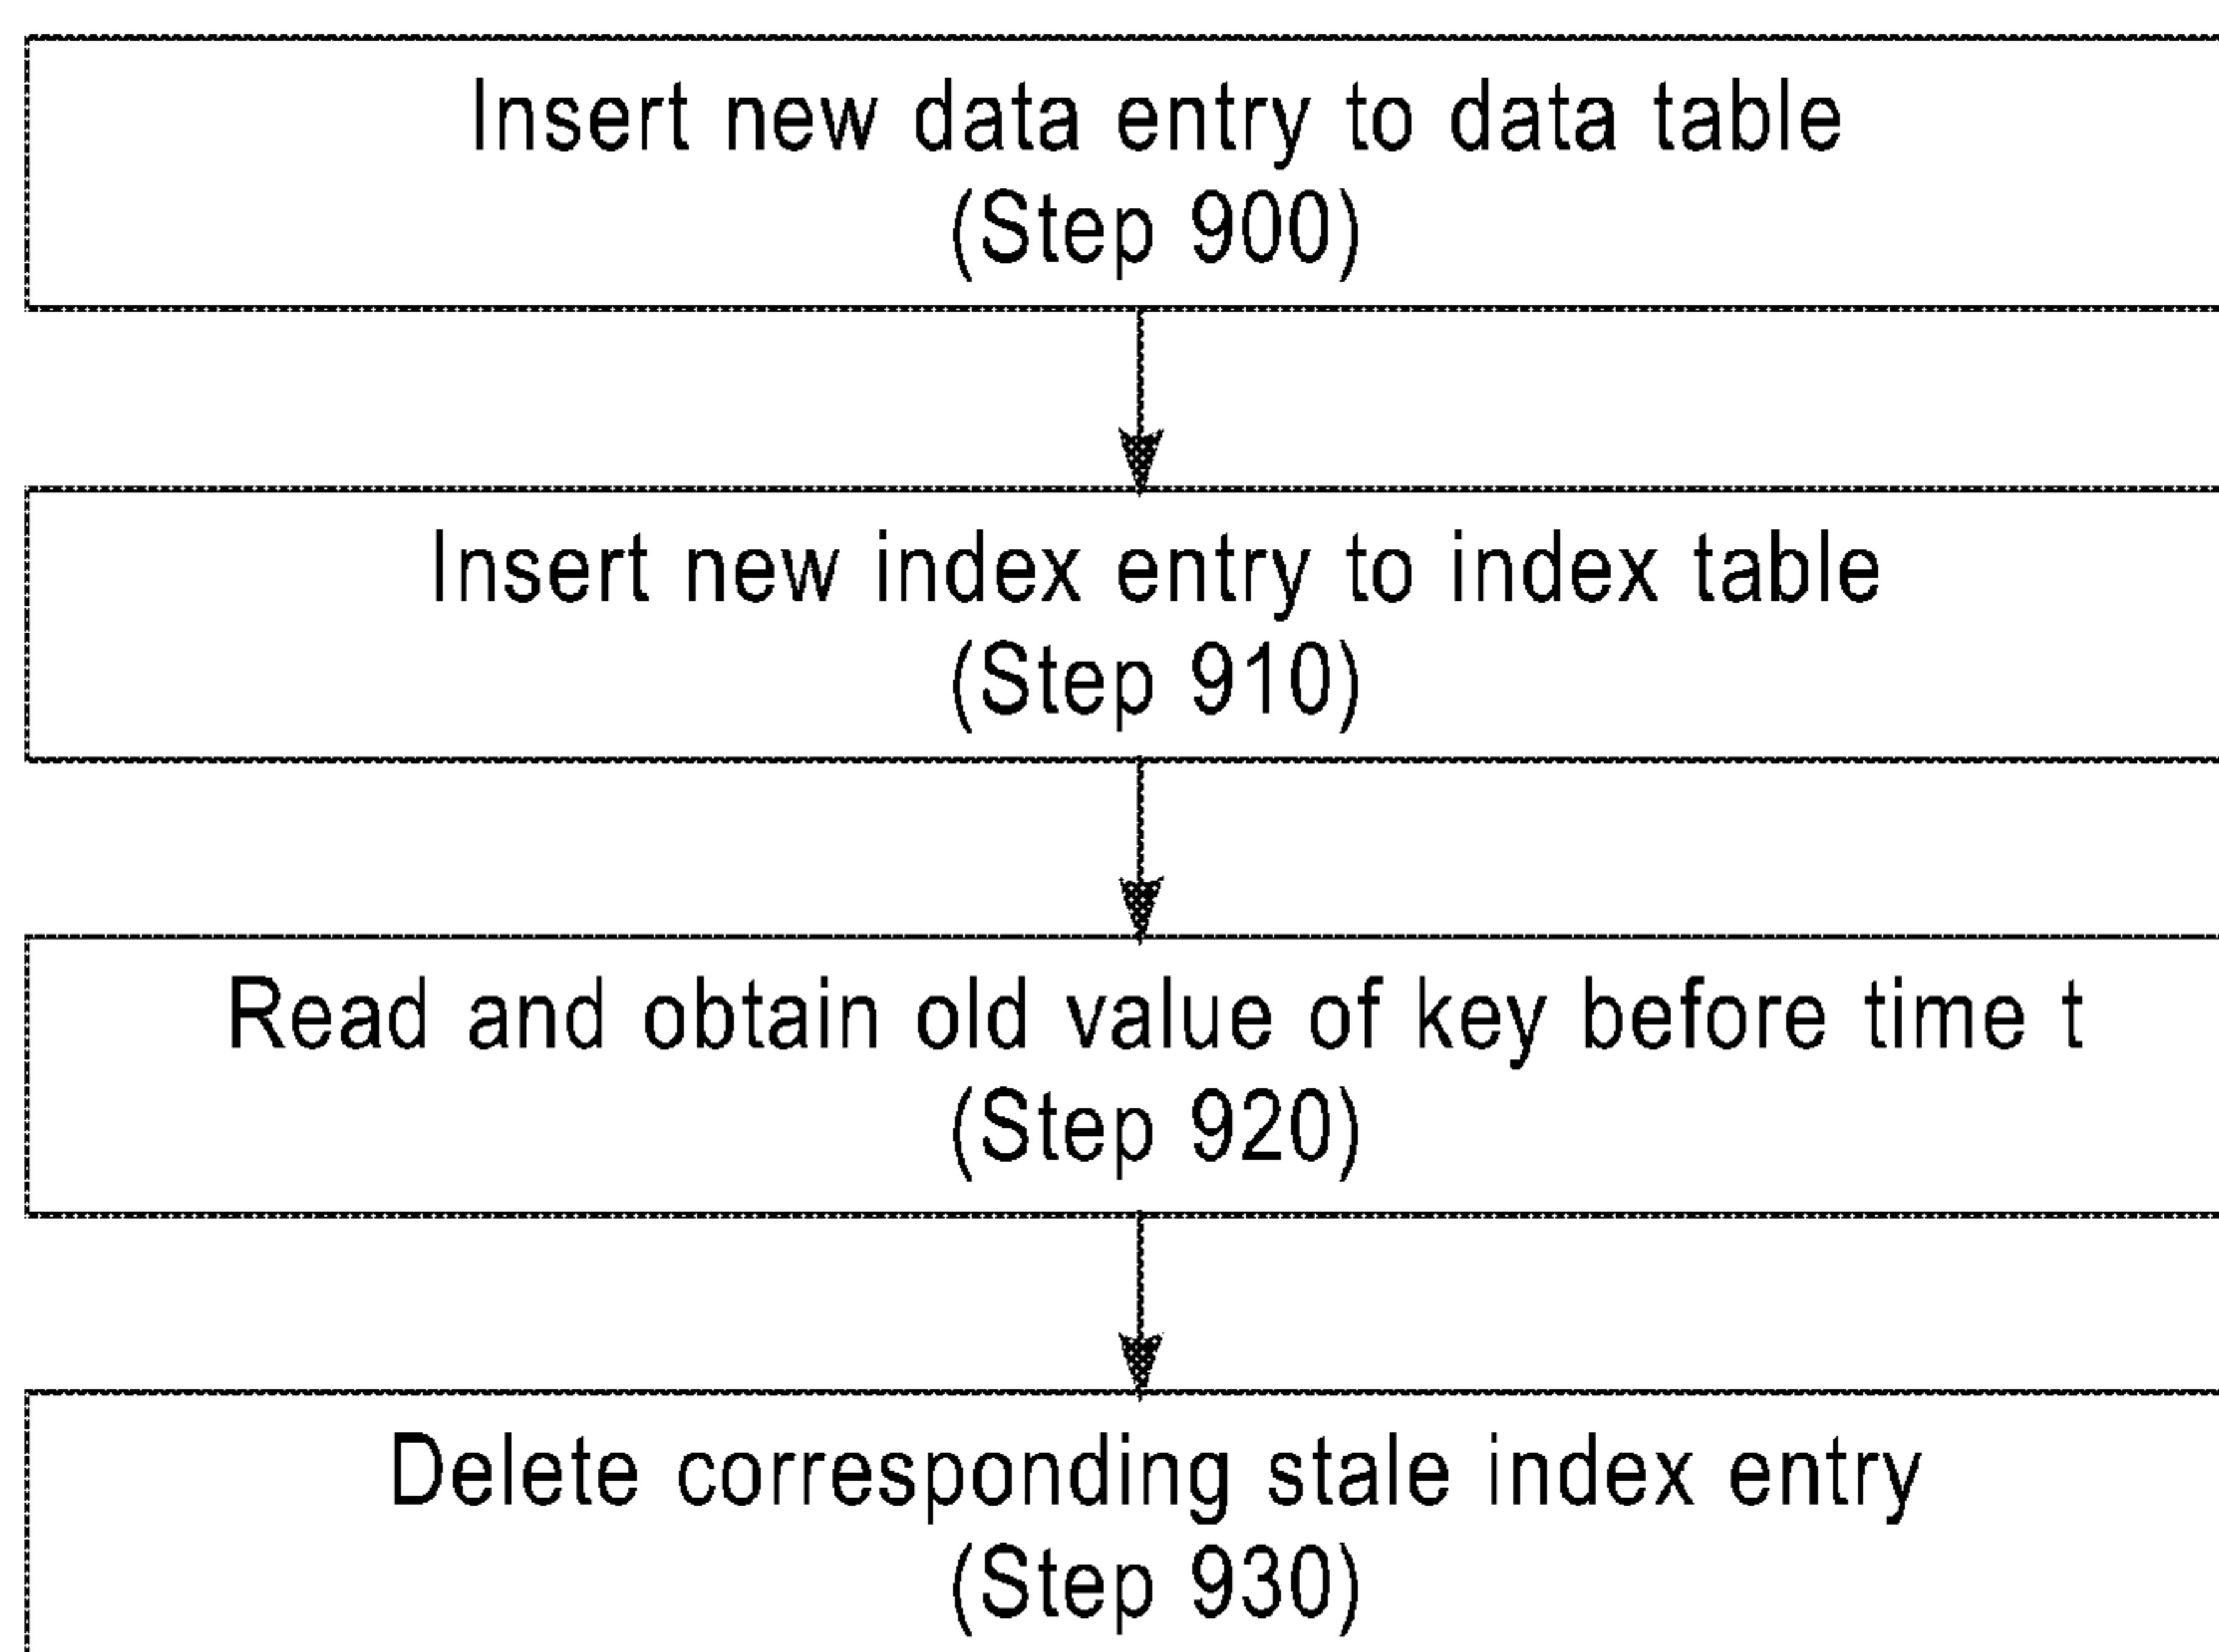 Insert new data entry to data table
(Step 900)
Insert new index entry to index table
(Step 910)
Read and obtain old value of key before time t
(Step 920)
Delete corresponding stale index entry
(Step 930)